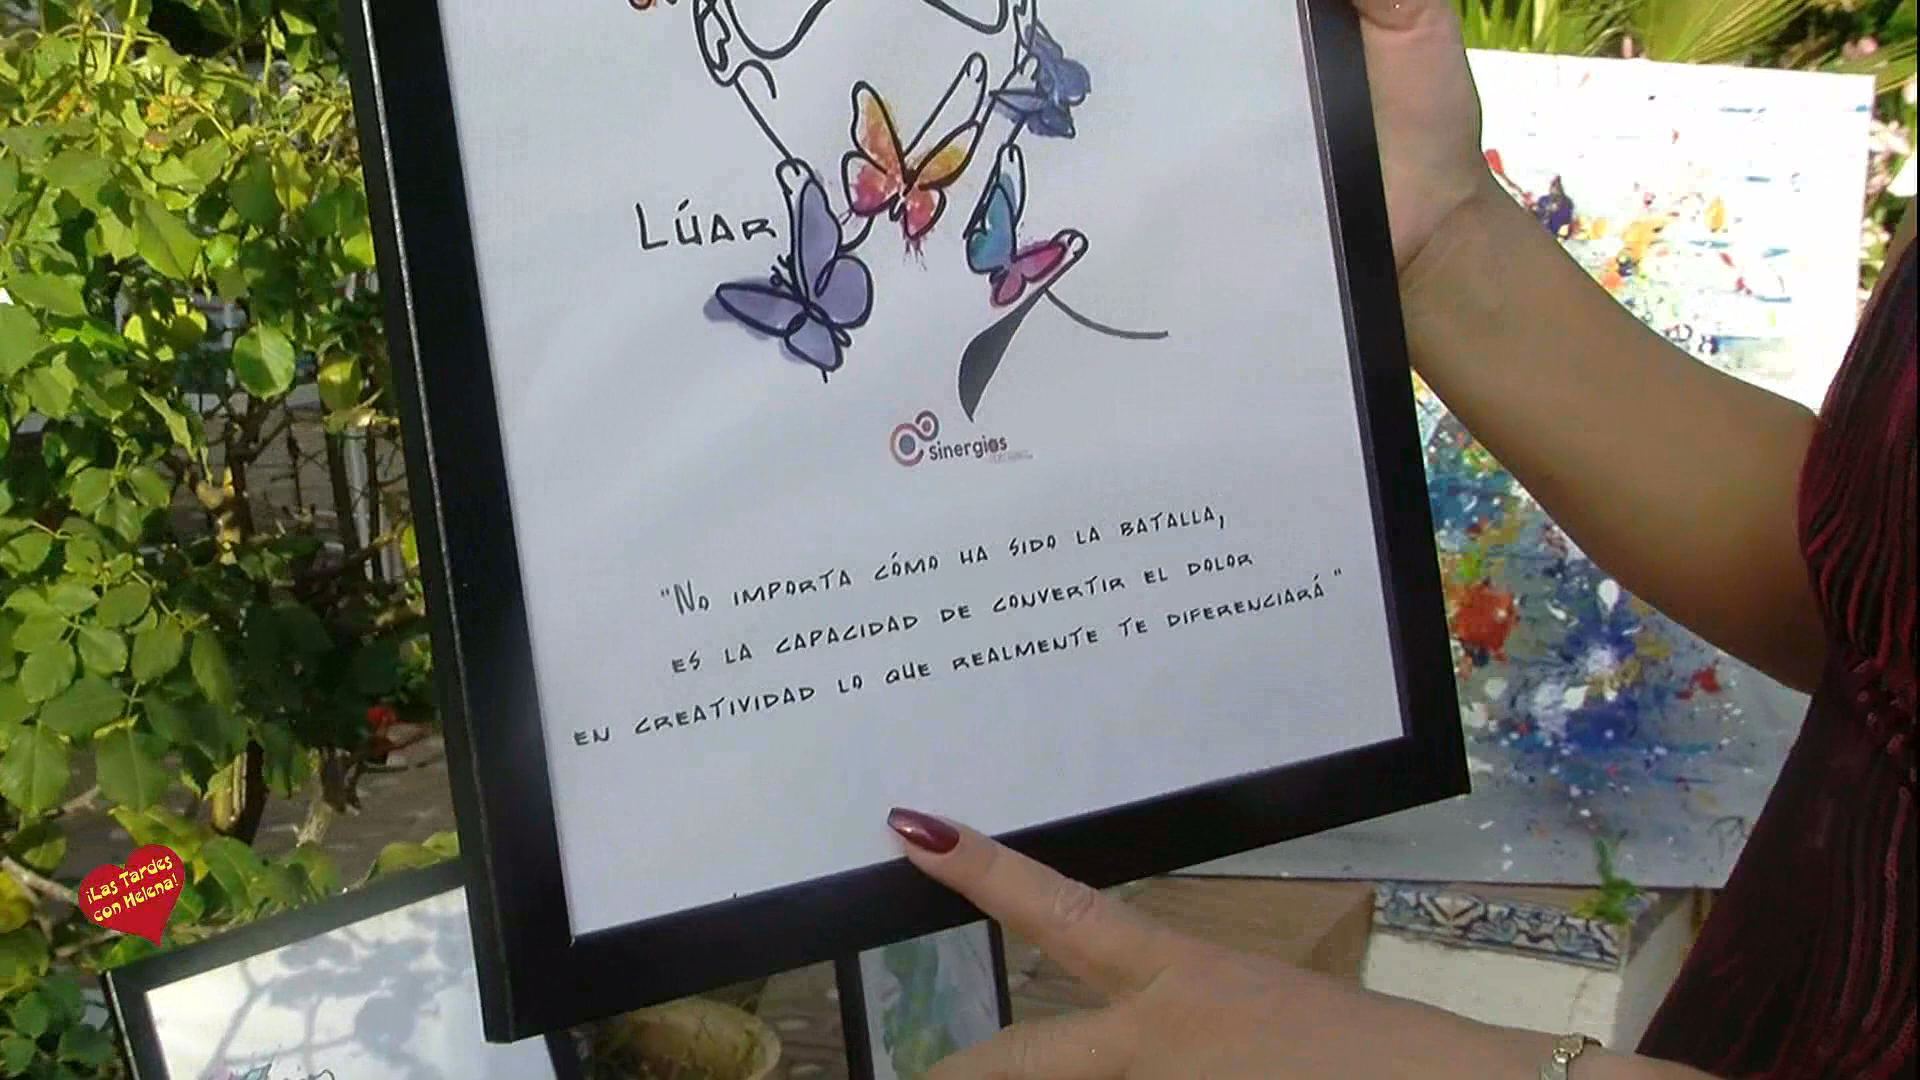 LÚAR
sinergias
"NO IMPORTA CÓMO HA SIDO LA BATALLA,
ES LA CAPACIDAD DE CONVERTIR EL DOLOR
EN CREATIVIDAD LO QUE REALMENTE TE DIFERENCIARÁ"
¡Las Tardes
con Helena!